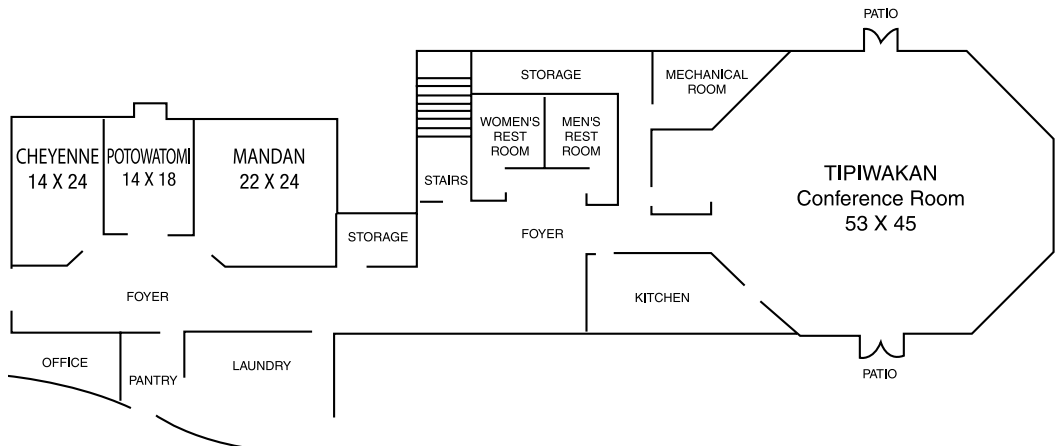 PATIO
STORAGE
MECHANICAL
ROOM
WOMEN'S
REST
ROOM
MEN'S
REST
ROOM
CHEYENNE
14 X 24
POTOWATOMI
14 X 18
MANDAN
22 X 24
STAIRS
TIPIWAKAN
Conference Room
53 X 45
STORAGE
FOYER
FOYER
KITCHEN
OFFICE
PANTRY
LAUNDRY
PATIO